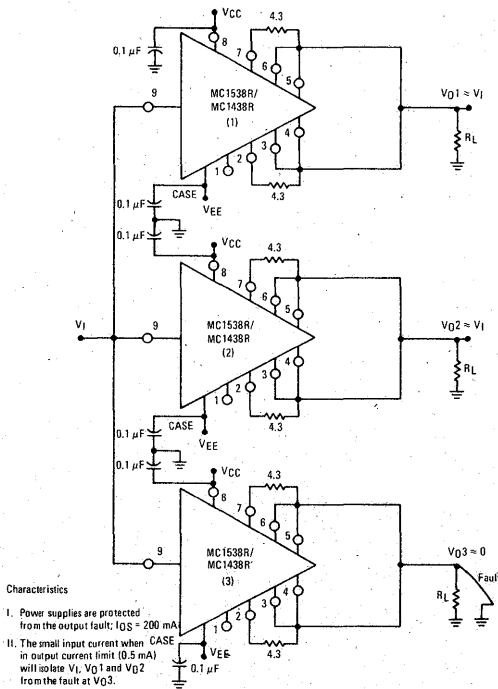 VCC
4.3
0.1 µF
8
7
6
5
9
MC1538R/
MC1438R
(1)
VO1 ≈ VI
4
3
2
1
RL
CASE
4.3
0.1 µF
VEE
0.1 µF
VCC
4.3
8
7
6
5
VI
9
MC1538R/
MC1438R
(2)
VO2 ≈ VI
4
3
2
1
RL
CASE
4.3
0.1 µF
VEE
0.1 µF
VCC
4.3
8
7
6
5
9
MC1538R/
MC1438R
(3)
VO3 ≈ 0
Fault
4
3
2
1
RL
4.3
CASE
VEE
0.1 µF
Characteristics
I. Power supplies are protected
from the output fault; IOS = 200 mA
II. The small input current when
in output current limit (0.5 mA)
will isolate VI, VO1 and VO2
from the fault at VO3.